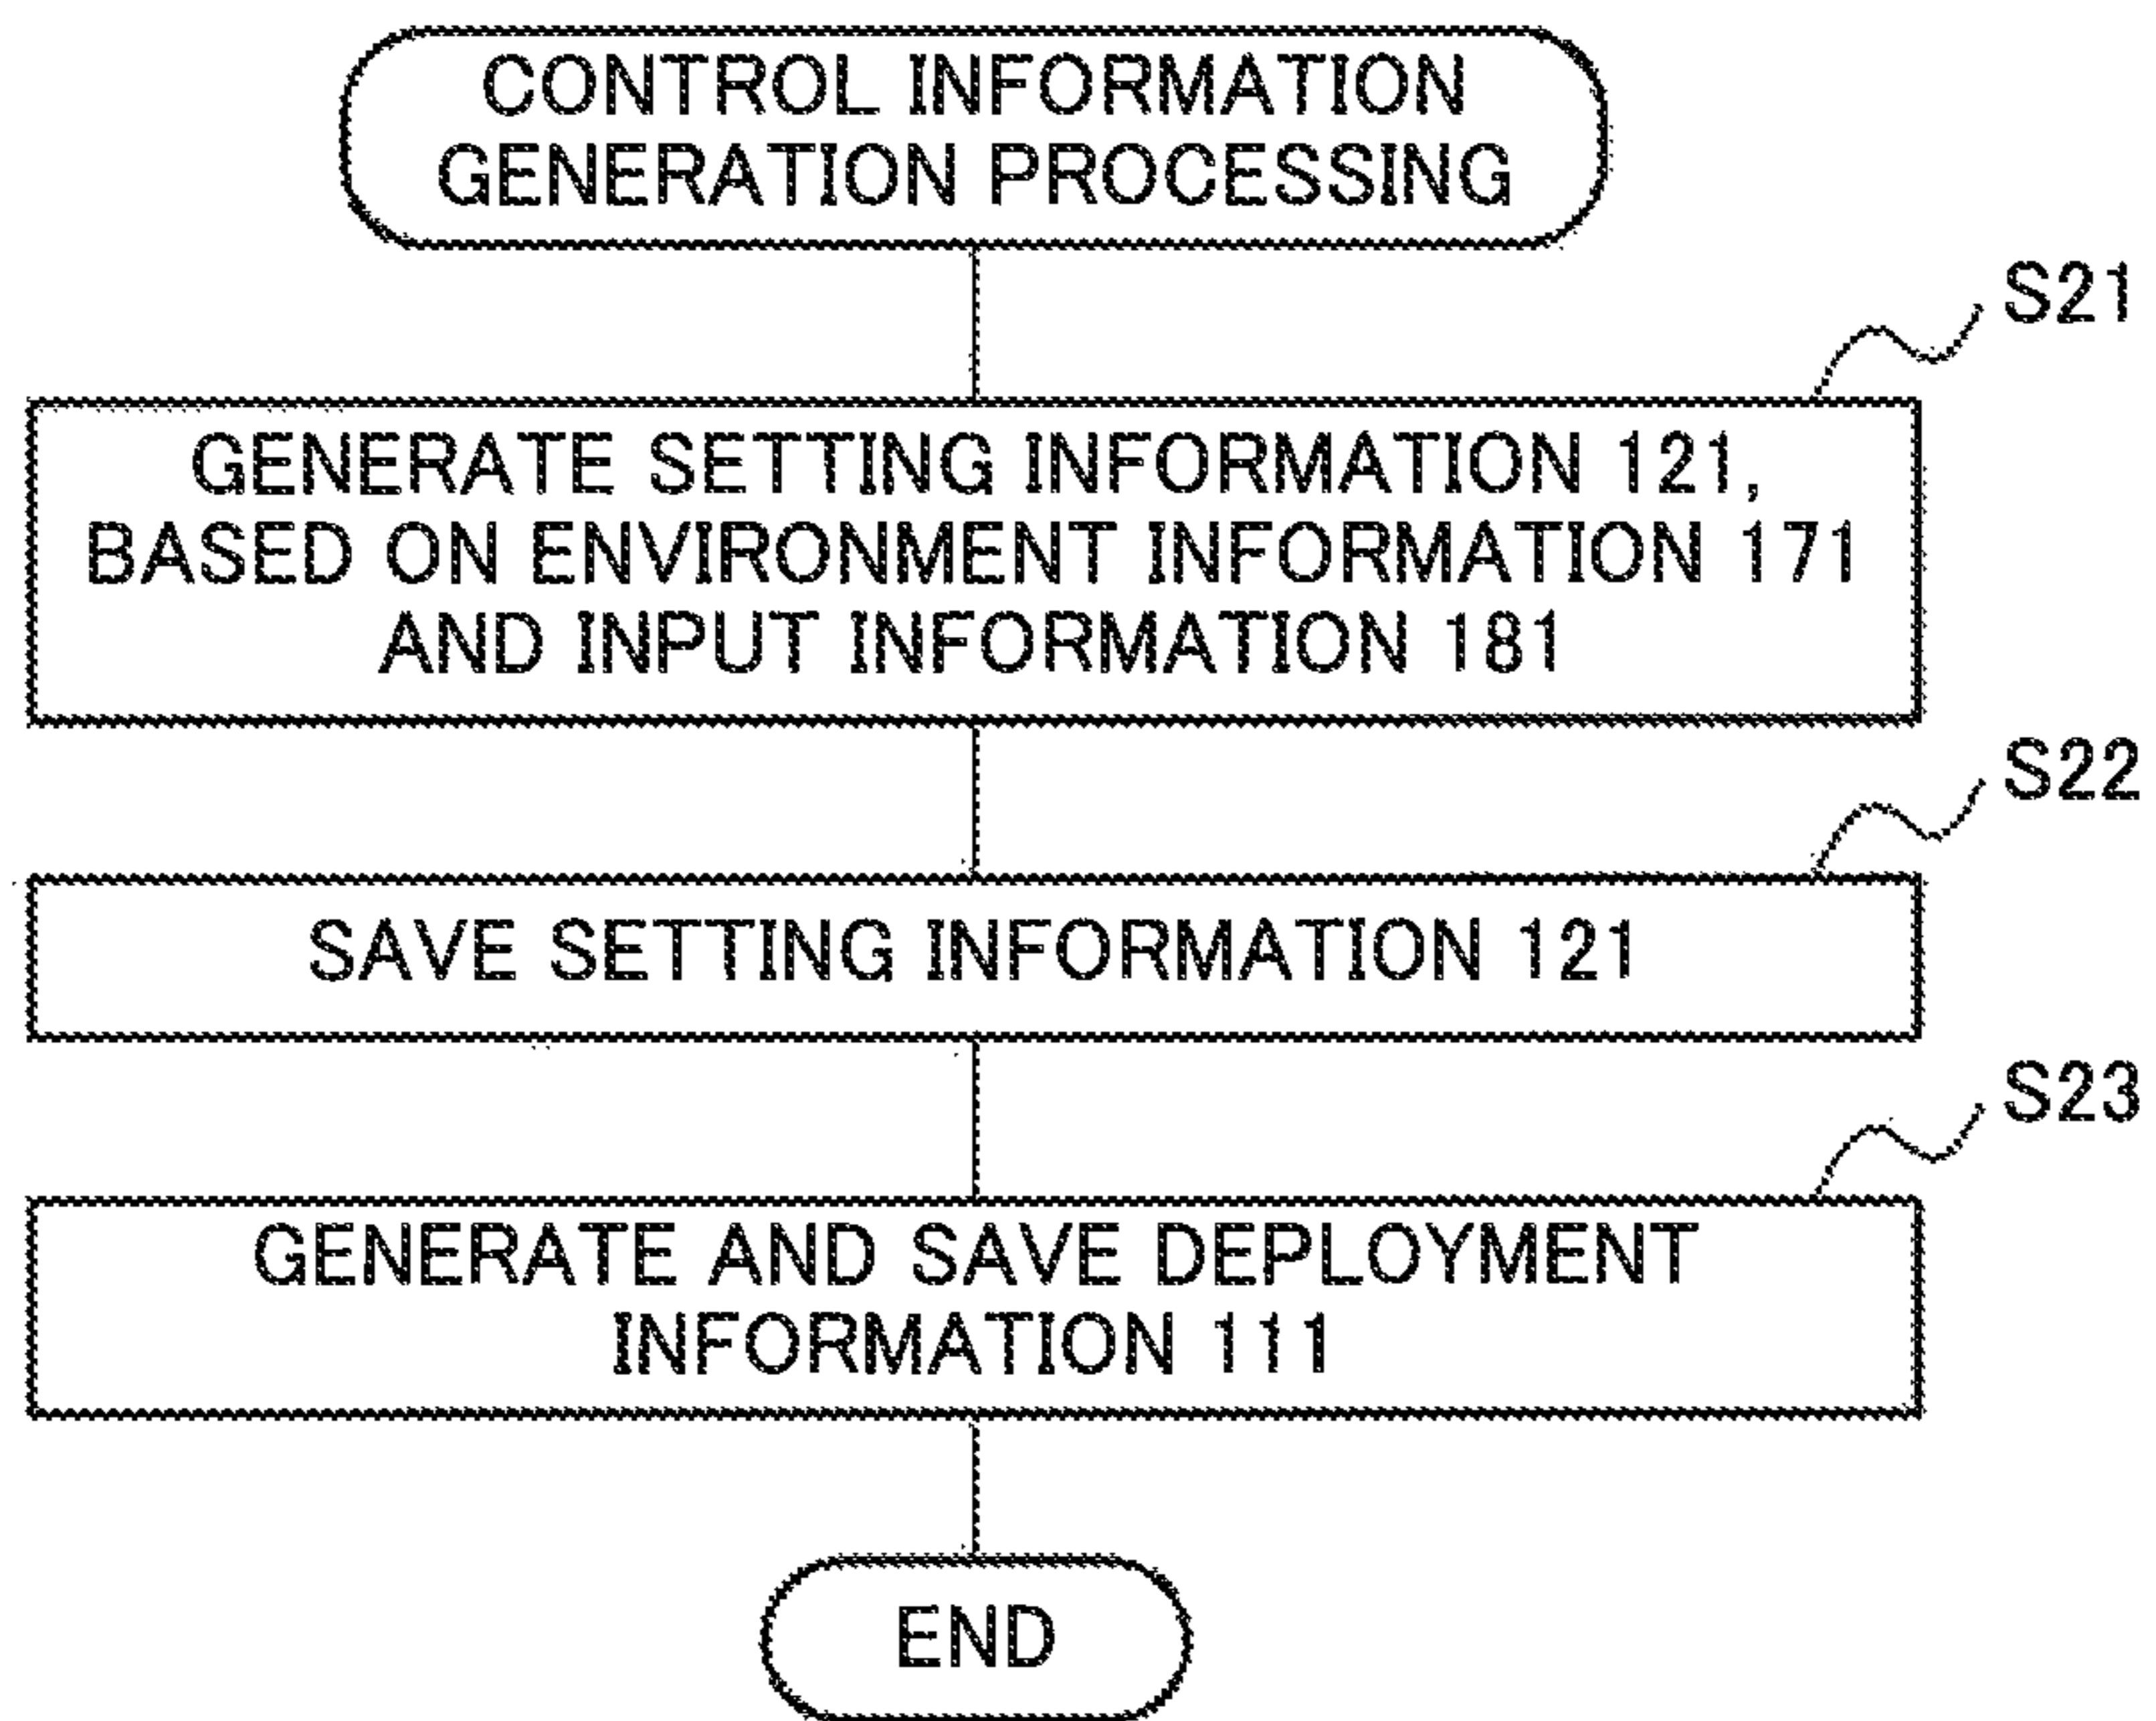 CONTROL INFORMATION
GENERATION PROCESSING
S21
GENERATE SETTING INFORMATION 121,
BASED ON ENVIRONMENT INFORMATION 171
AND INPUT INFORMATION 181
S22
SAVE SETTING INFORMATION 121
S23
GENERATE AND SAVE DEPLOYMENT
INFORMATION 111
END